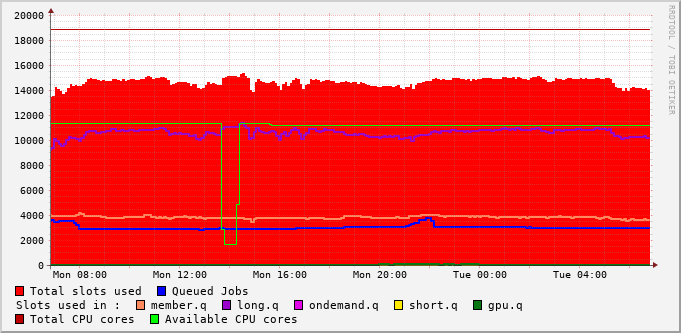 20000
18000
16000
14000
12000
10000
8000
6000
4000
2000
0
Mon 08:00 Mon 12:00 Mon 16:00 Mon 20:00 Tue 00:00 Tue 04:00
Total slots used Queued Jobs
Slots used in : member.q long.q ondemand.q short.q gpu.q
Total CPU cores Available CPU cores
RRDTOOL / TOBI OETIKER